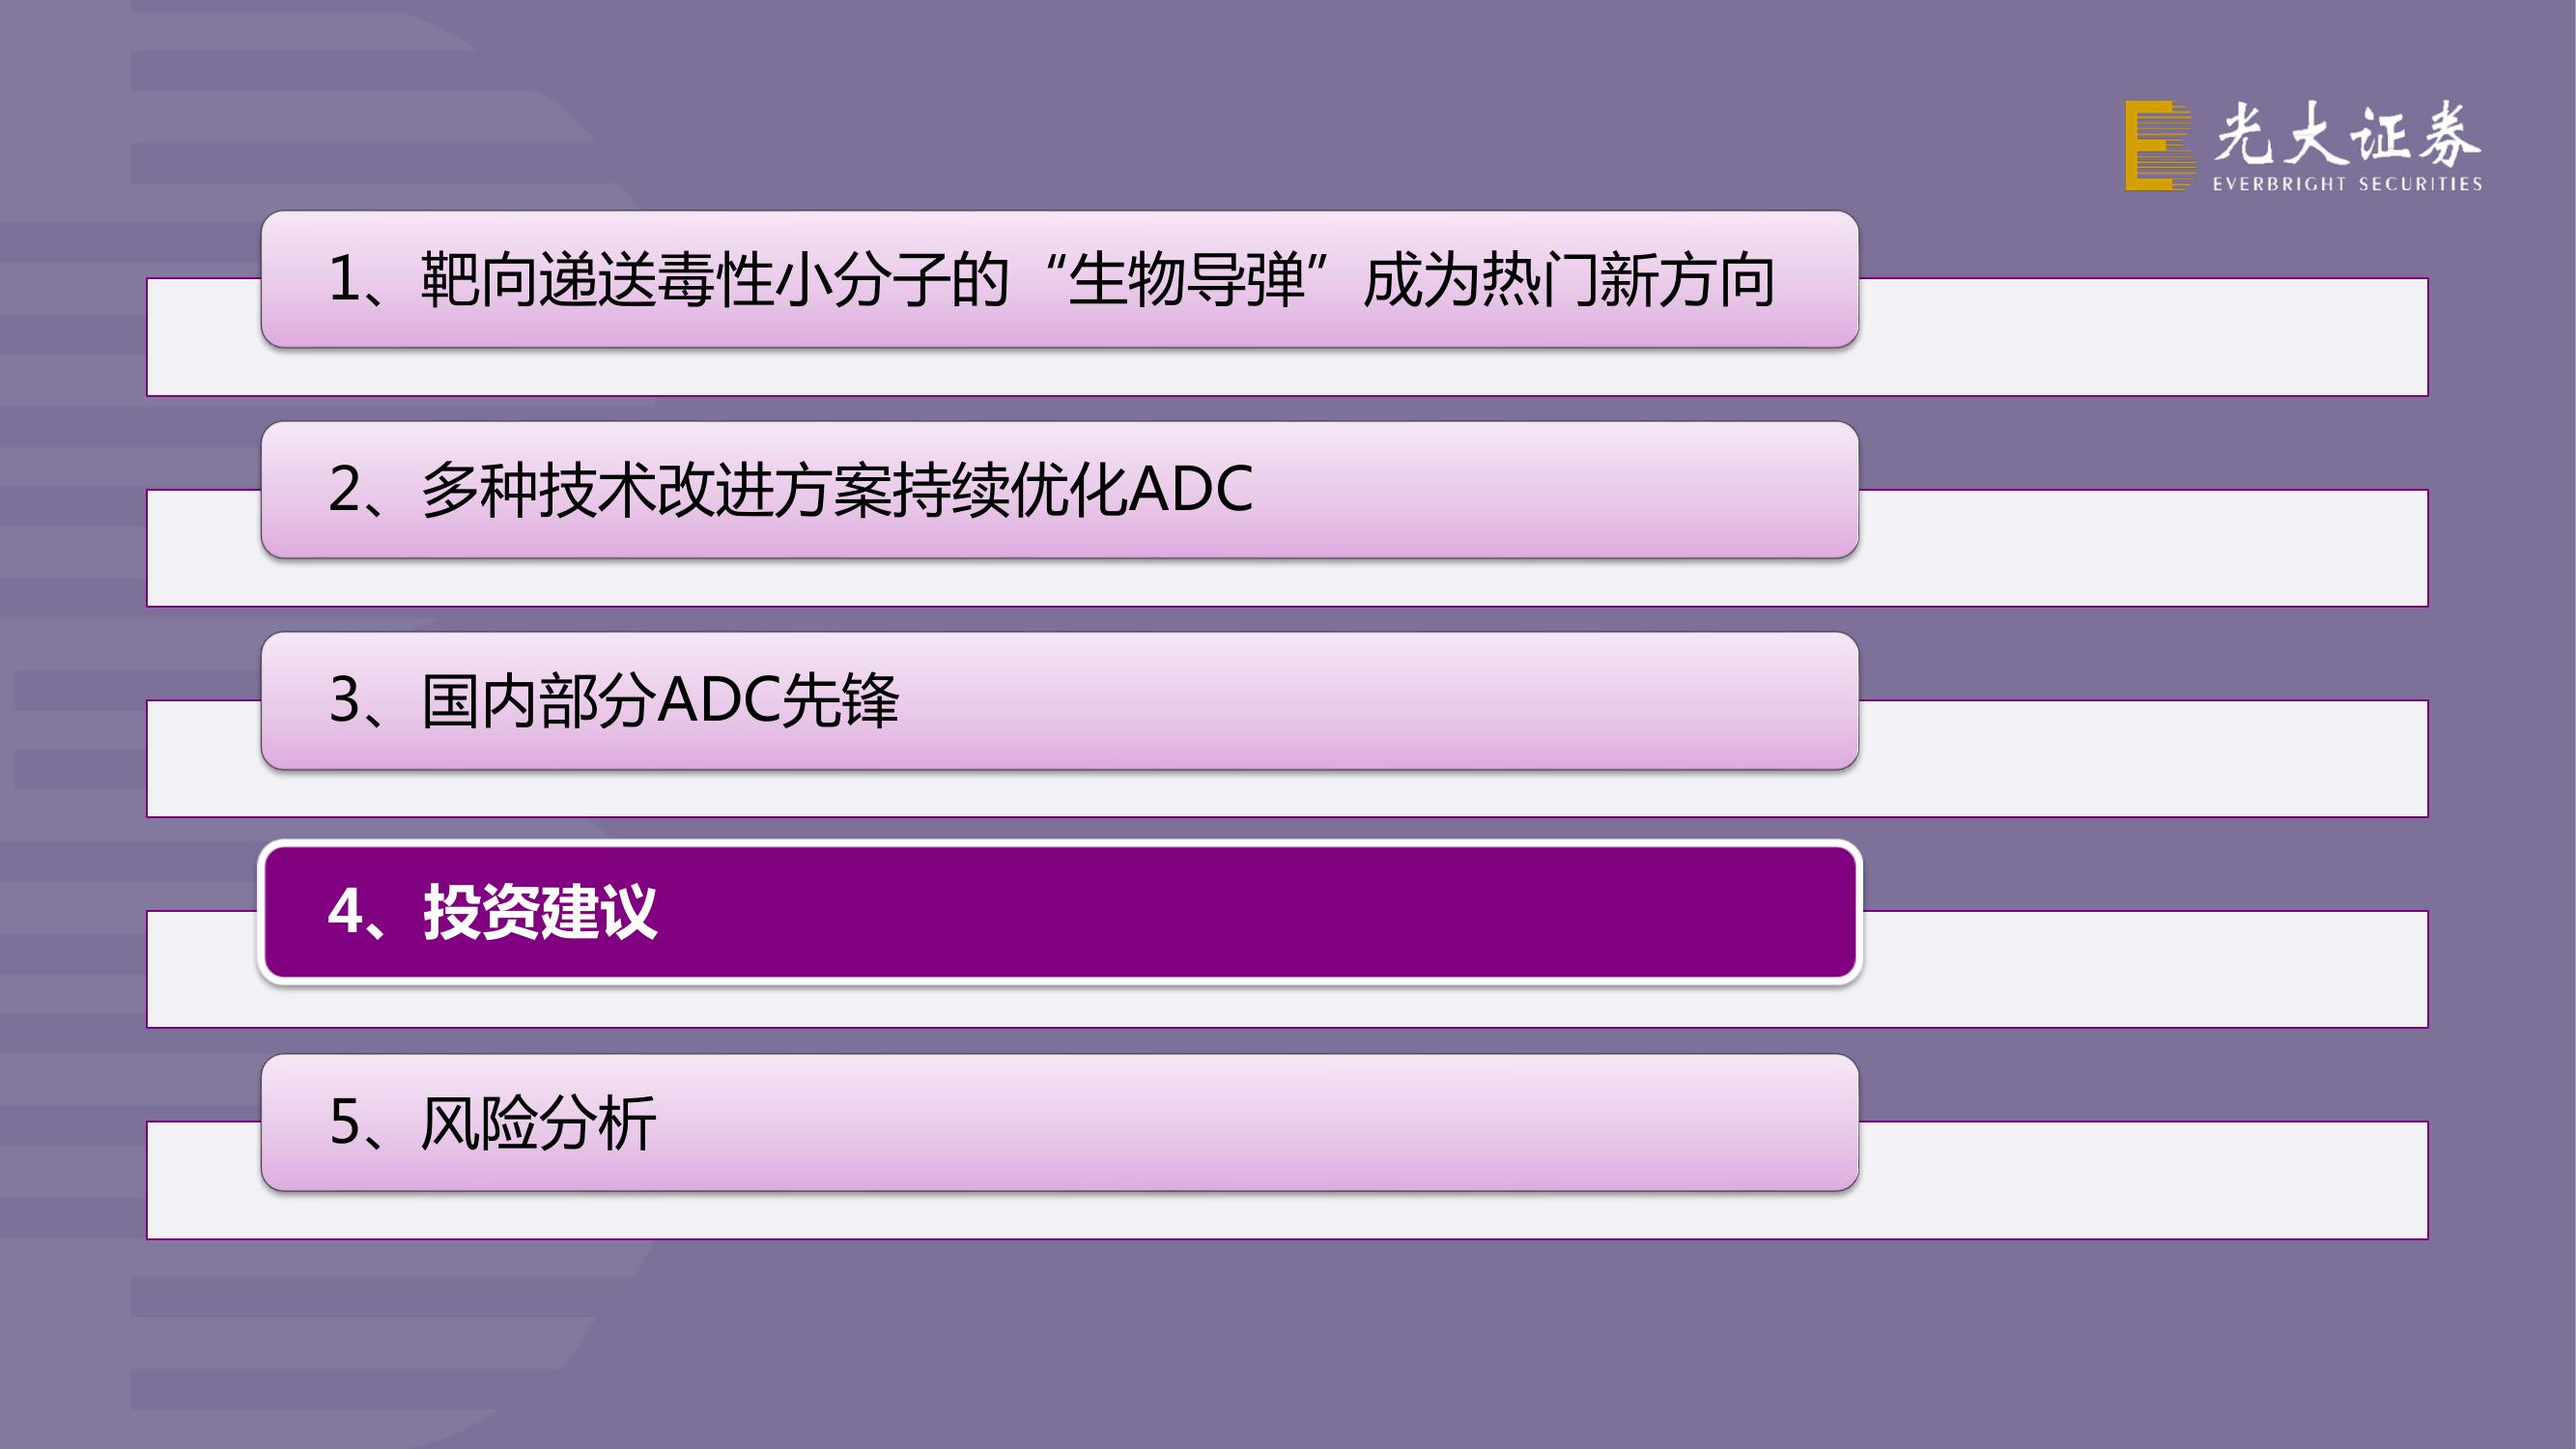 光大证券
EVERBRIGHT SECURITIES
1、靶向递送毒性小分子的“生物导弹”成为热门新方向
2、多种技术改进方案持续优化ADC
3、国内部分ADC先锋
4、投资建议
5、风险分析